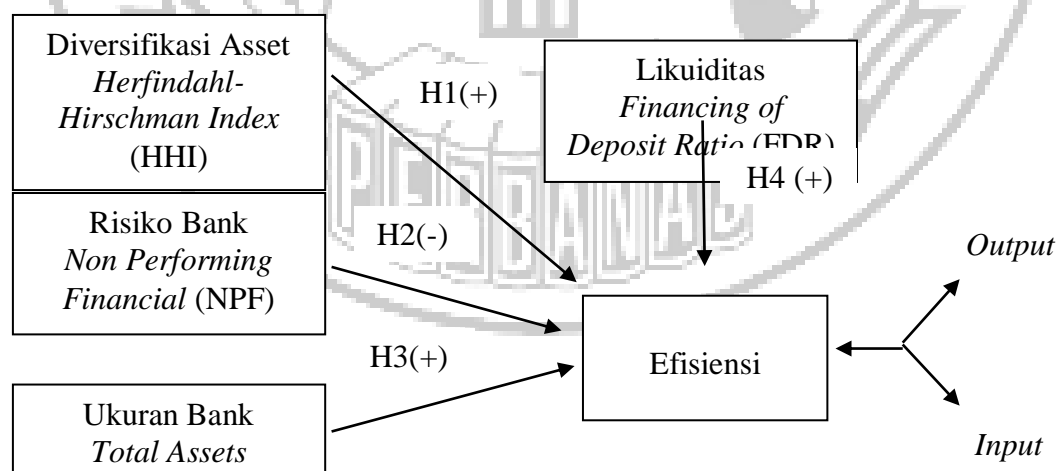 Diversifikasi Asset
Herfindahl-
Hirschman Index
(HHI)
H1(+)
Likuiditas
Financing of
Deposit Ratio (FDR)
H4 (+)
Risiko Bank
Non Performing
Financial (NPF)
H2(-)
Output
H3(+)
Efisiensi
Ukuran Bank
Total Assets
Input